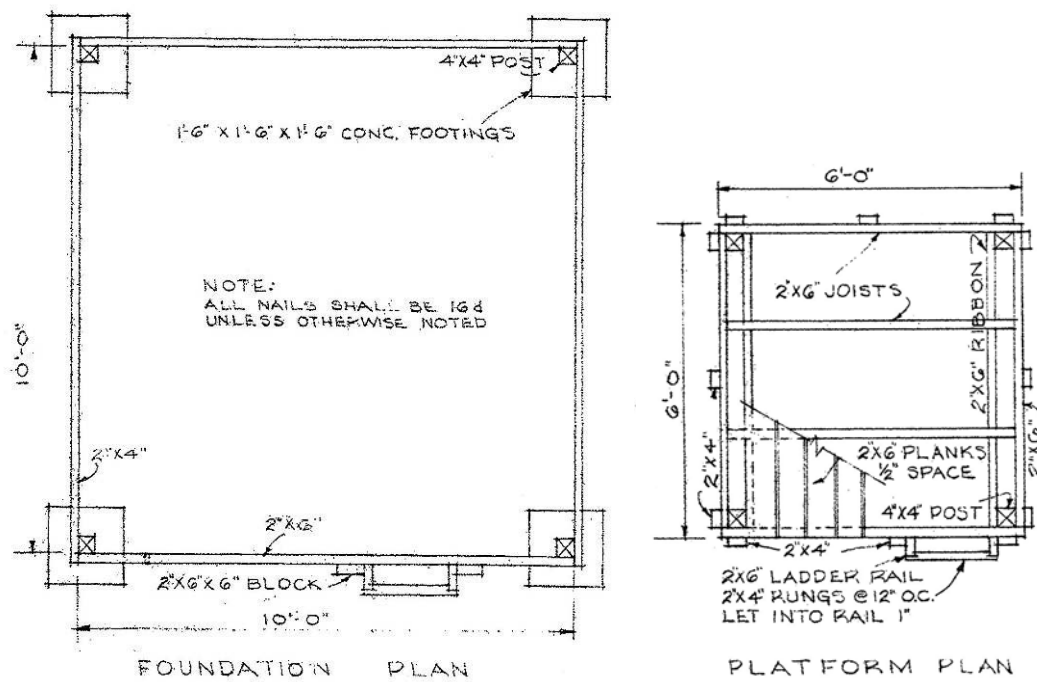 4"X4" POST
1'-6" X 1'-6" X 1'-6" CONC. FOOTINGS
NOTE:
ALL NAILS SHALL BE 16d
UNLESS OTHERWISE NOTED
10'-0"
2"X4"
2"X6"
2"X6"X6" BLOCK
10'-0"
FOUNDATION PLAN
6'-0"
2"X6" JOISTS
2"X6" RIBBON
6'-0"
2"X4"
2"X6"
2"X6" PLANKS
1/2" SPACE
4"X4" POST
2"X4"
2"X6" LADDER RAIL
2"X4" RUNGS @ 12" O.C.
LET INTO RAIL 1"
PLATFORM PLAN